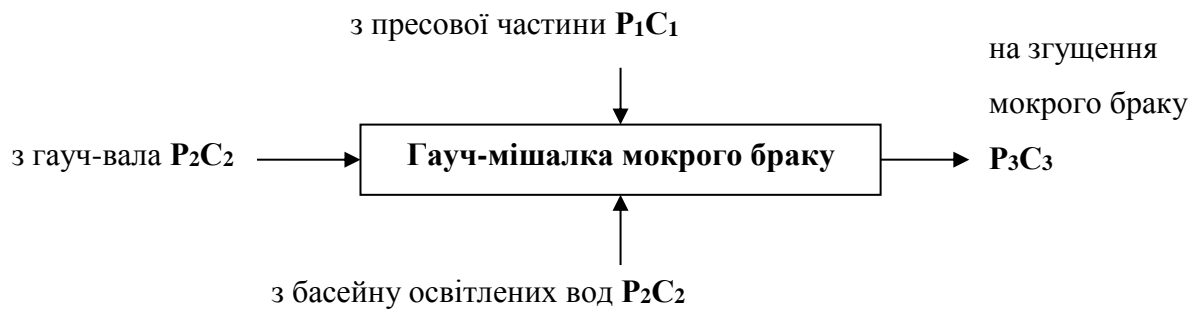 з пресової частини P₁C₁
на згущення
мокрого браку
P₃C₃
з гауч-вала P₂C₂
Гауч-мішалка мокрого браку
з басейну освітлених вод P₂C₂